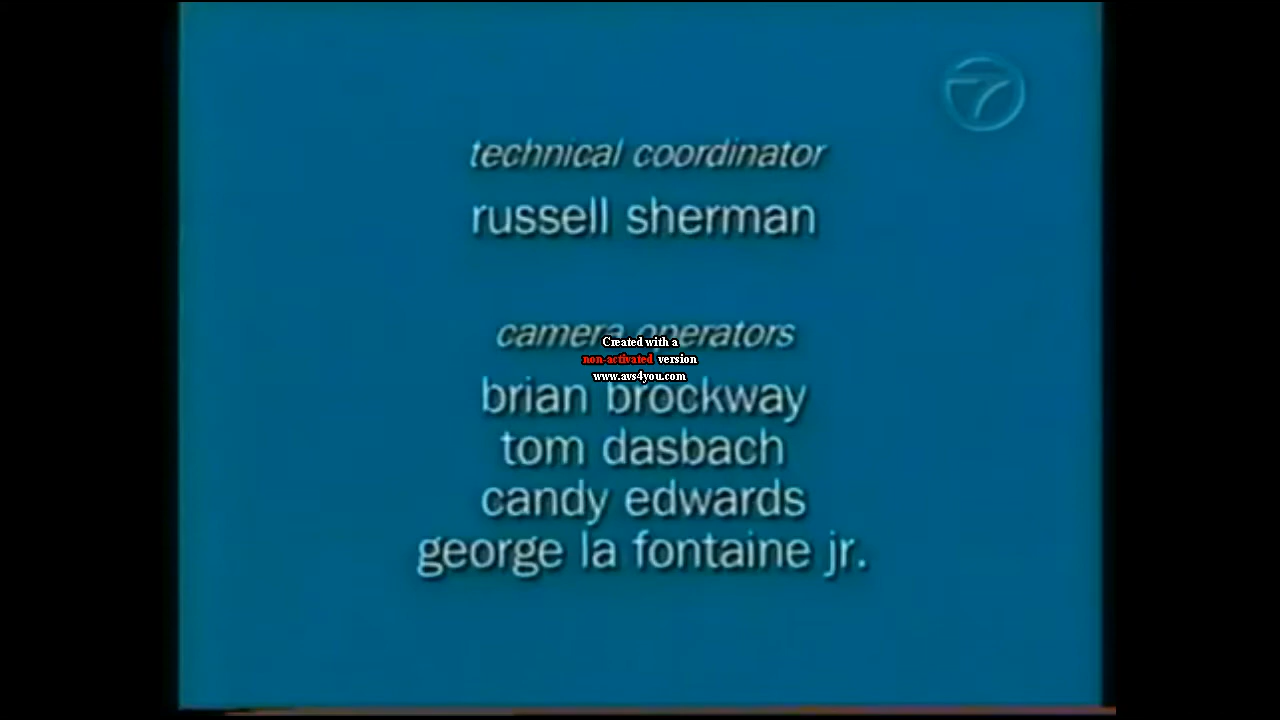 7
technical coordinator
russell sherman
camera operators
Created with a
non-activated version
www.avs4you.com
brian brockway
tom dasbach
candy edwards
george la fontaine jr.